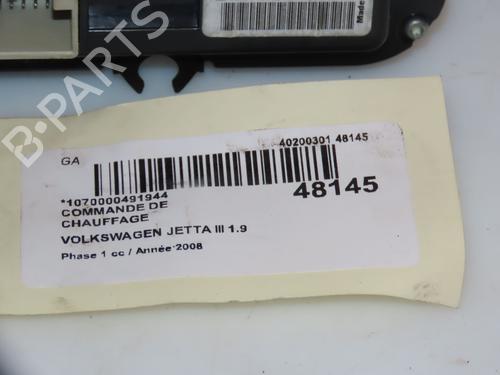 B-PARTS
Made
GA
40200301 48145
*1070000491944
48145
COMMANDE DE
CHAUFFAGE
VOLKSWAGEN JETTA III 1.9
Phase 1 cc / Année:2008